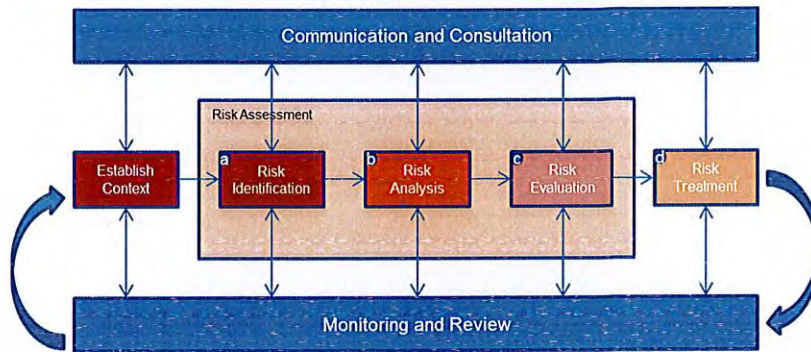 Communication and Consultation
Risk Assessment
Establish
Context
a
Risk
Identification
b
Risk
Analysis
c
Risk
Evaluation
d
Risk
Treatment
Monitoring and Review